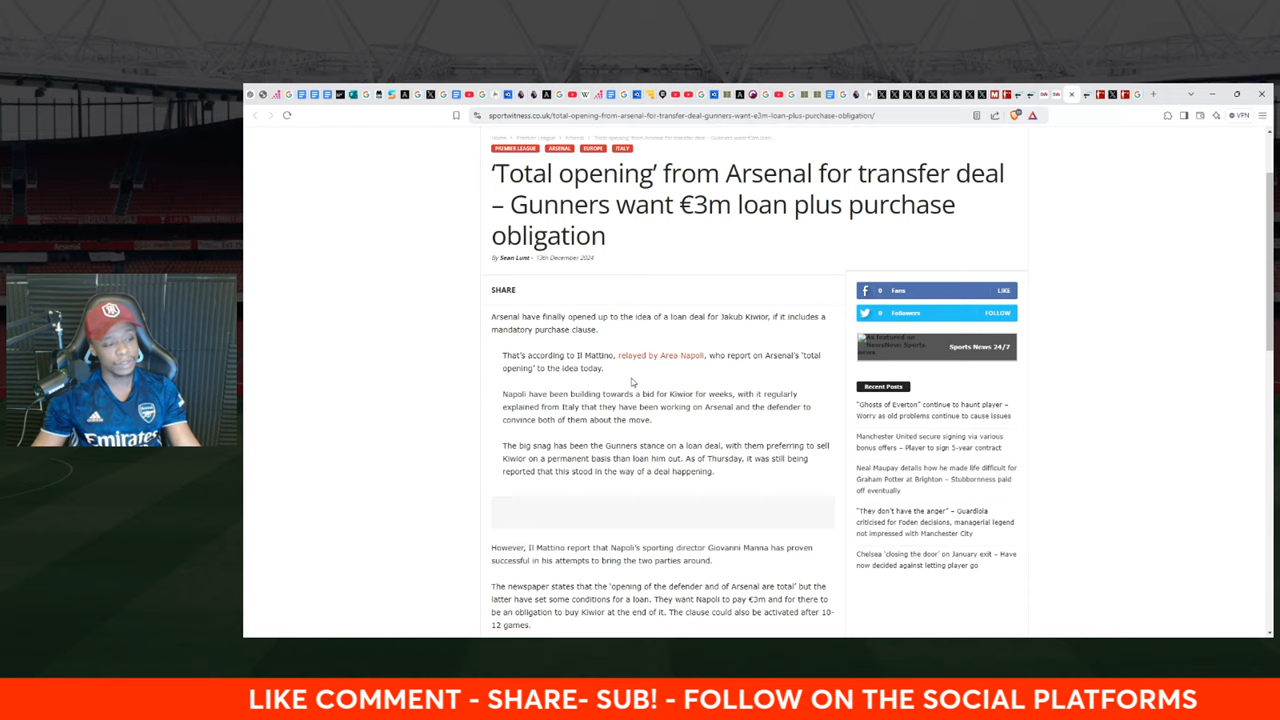 VPN
sportwitness.co.uk/total-opening-from-arsenal-for-transfer-deal-gunners-want-e3m-loan-plus-purchase-obligation/
PREMIER LEAGUE ARSENAL EUROPE ITALY
'Total opening' from Arsenal for transfer deal
– Gunners want €3m loan plus purchase
obligation
By Sean Lunt - 13th December 2024
SHARE
Arsenal have finally opened up to the idea of a loan deal for Jakub Kiwior, if it includes a
mandatory purchase clause.
That's according to Il Mattino, relayed by Area Napoli, who report on Arsenal's 'total
opening' to the idea today.
Napoli have been building towards a bid for Kiwior for weeks, with it regularly
explained from Italy that they have been working on Arsenal and the defender to
convince both of them about the move.
The big snag has been the Gunners stance on a loan deal, with them preferring to sell
Kiwior on a permanent basis than loan him out. As of Thursday, it was still being
reported that this stood in the way of a deal happening.
However, Il Mattino report that Napoli's sporting director Giovanni Manna has proven
successful in his attempts to bring the two parties around.
The newspaper states that the 'opening of the defender and of Arsenal are total' but the
latter have set some conditions for a loan. They want Napoli to pay €3m and for there to
be an obligation to buy Kiwior at the end of it. The clause could also be activated after 10-
12 games.
0 Fans LIKE
0 Followers FOLLOW
As featured on
NewsNow: Sports
news
Sports News 24/7
Recent Posts
"Ghosts of Everton" continue to haunt player –
Worry as old problems continue to cause issues
Manchester United secure signing via various
bonus offers – Player to sign 5-year contract
Neal Maupay details how he made life difficult for
Graham Potter at Brighton – Stubbornness paid
off eventually
"They don't have the anger" – Guardiola
criticised for Foden decisions, managerial legend
not impressed with Manchester City
Chelsea 'closing the door' on January exit – Have
now decided against letting player go
Emirates
LIKE COMMENT - SHARE- SUB! - FOLLOW ON THE SOCIAL PLATFORMS